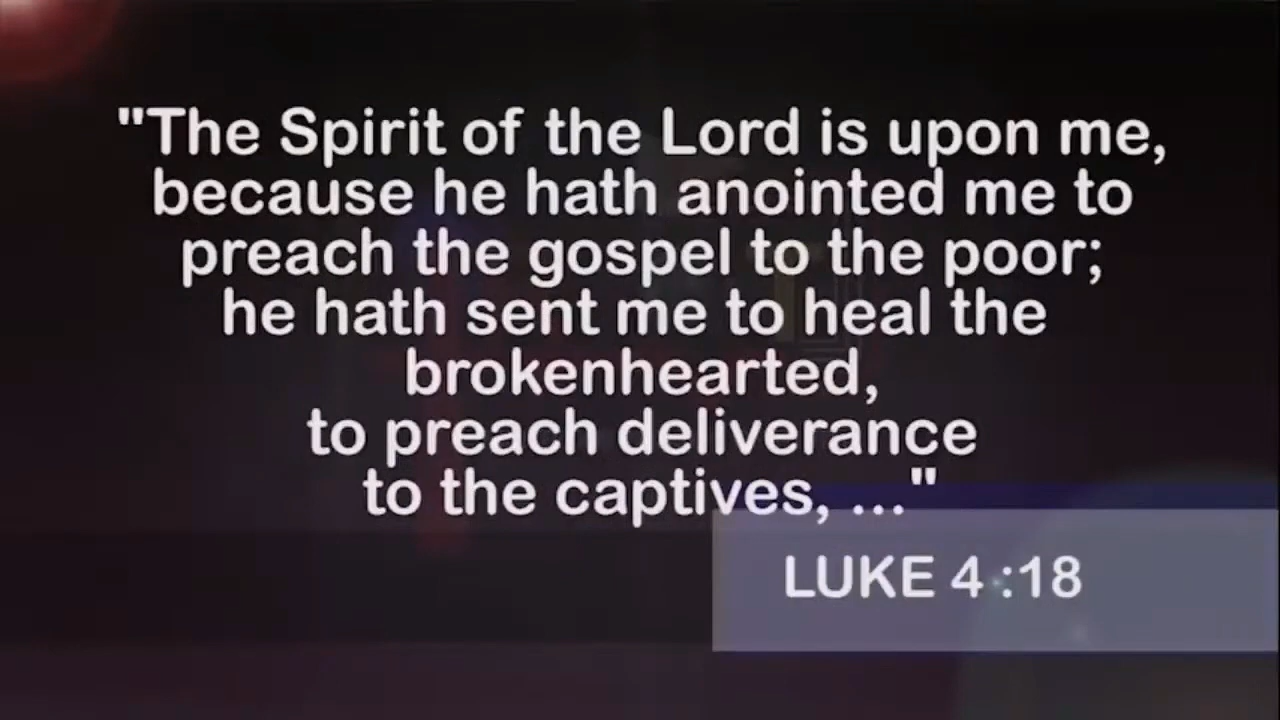 "The Spirit of the Lord is upon me,
because he hath anointed me to
preach the gospel to the poor;
he hath sent me to heal the
brokenhearted,
to preach deliverance
to the captives, ..."
LUKE 4 :18